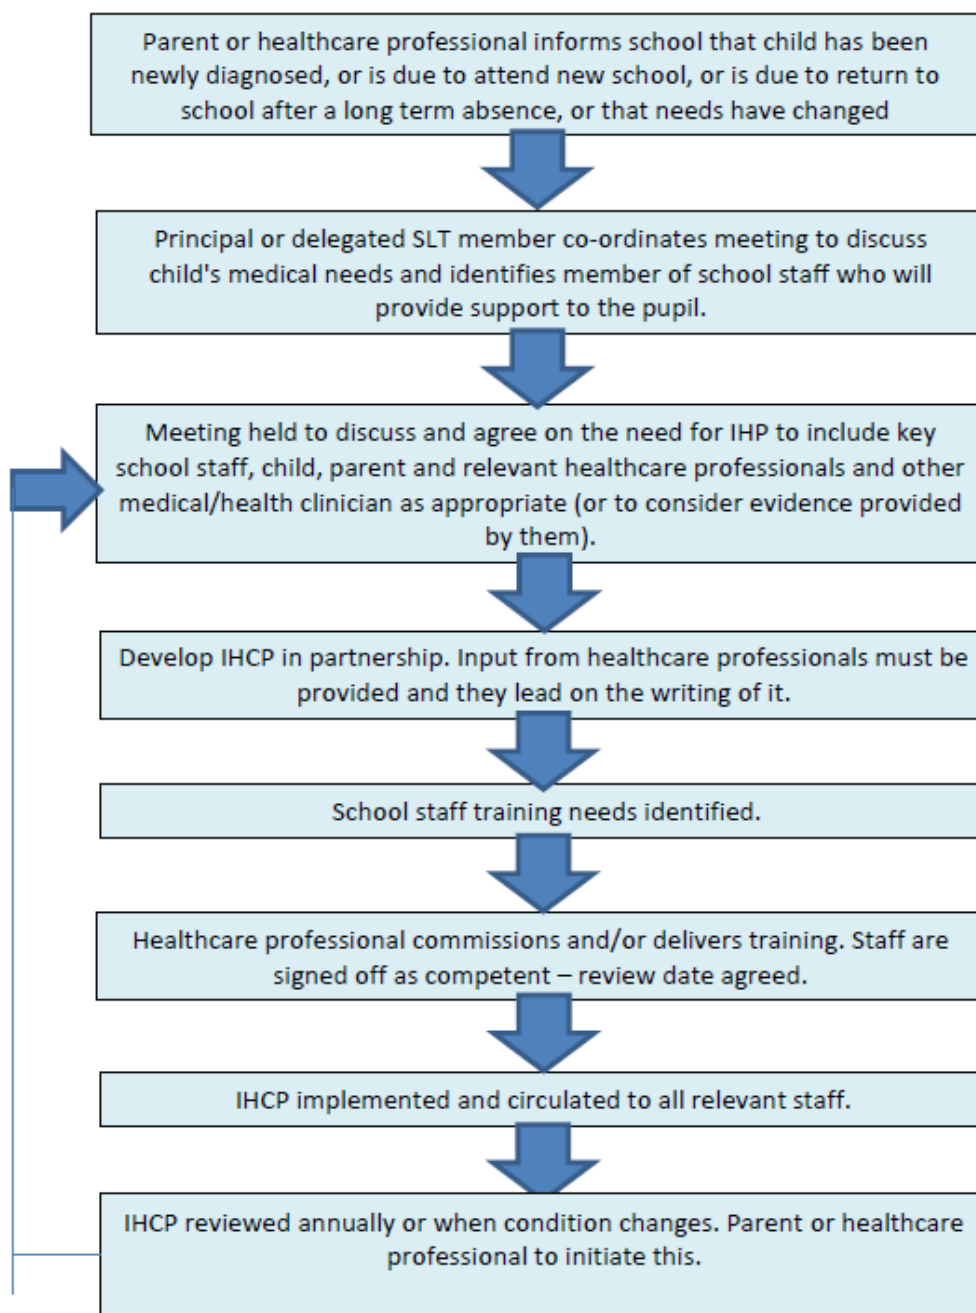 Parent or healthcare professional informs school that child has been
newly diagnosed, or is due to attend new school, or is due to return to
school after a long term absence, or that needs have changed
Principal or delegated SLT member co-ordinates meeting to discuss
child's medical needs and identifies member of school staff who will
provide support to the pupil.
Meeting held to discuss and agree on the need for IHP to include key
school staff, child, parent and relevant healthcare professionals and other
medical/health clinician as appropriate (or to consider evidence provided
by them).
Develop IHCP in partnership. Input from healthcare professionals must be
provided and they lead on the writing of it.
School staff training needs identified.
Healthcare professional commissions and/or delivers training. Staff are
signed off as competent – review date agreed.
IHCP implemented and circulated to all relevant staff.
IHCP reviewed annually or when condition changes. Parent or healthcare
professional to initiate this.